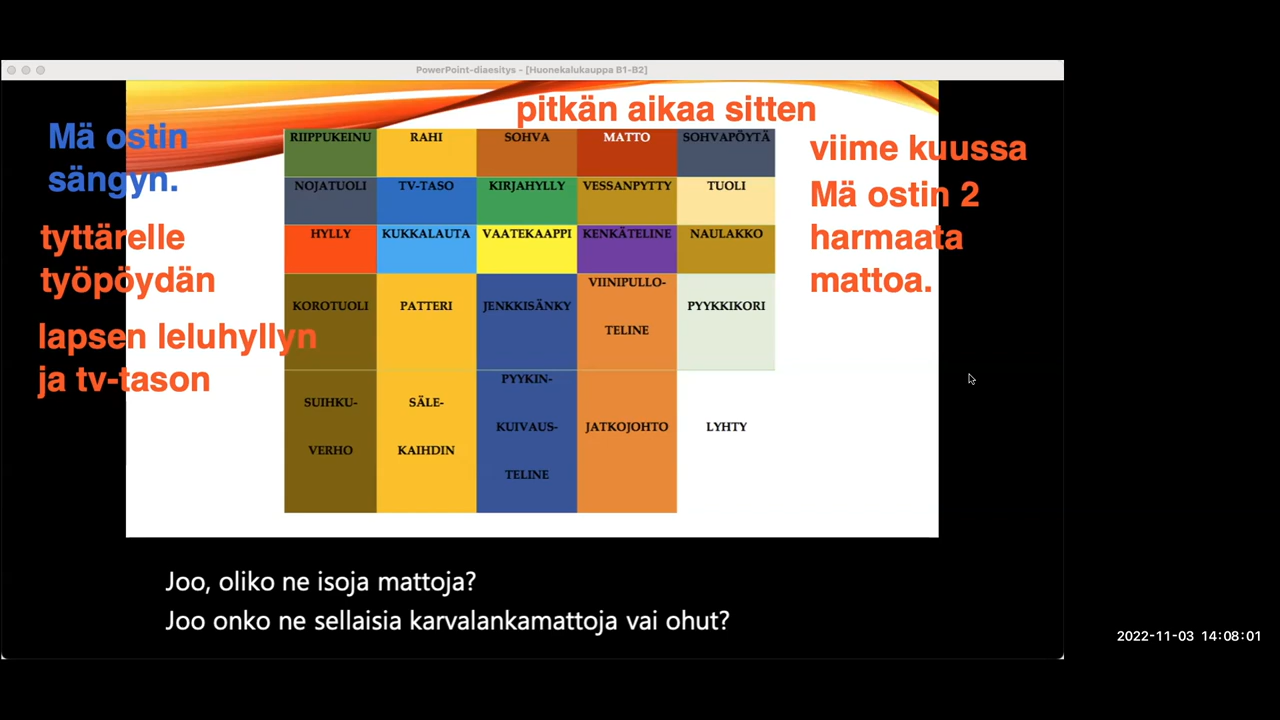 PowerPoint-diaesitys - [Huonekalukauppa B1-B2]
pitkän aikaa sitten
Mä ostin
sängyn.
tyttärelle
työpöydän
lapsen leluhyllyn
ja tv-tason
RIIPPUKEINU RAHI SOHVA MATTO SOHVAPÖYTÄ
NOJATUOLI TV-TASO KIRJAHYLLY VESSANPYTTY TUOLI
HYLLY KUKKALAUTA VAATEKAAPPI KENKÄTELINE NAULAKKO
KOROTUOLI PATTERI JENKKISÄNKY VIINIPULLO-
TELINE PYYKKIKORI
SUIHKU-
VERHO SÄLE-
KAIHDIN PYYKIN-
KUIVAUS-
TELINE JATKOJOHTO LYHTY
viime kuussa
Mä ostin 2
harmaata
mattoa.
Joo, oliko ne isoja mattoja?
Joo onko ne sellaisia karvalankamattoja vai ohut?
2022-11-03 14:08:01